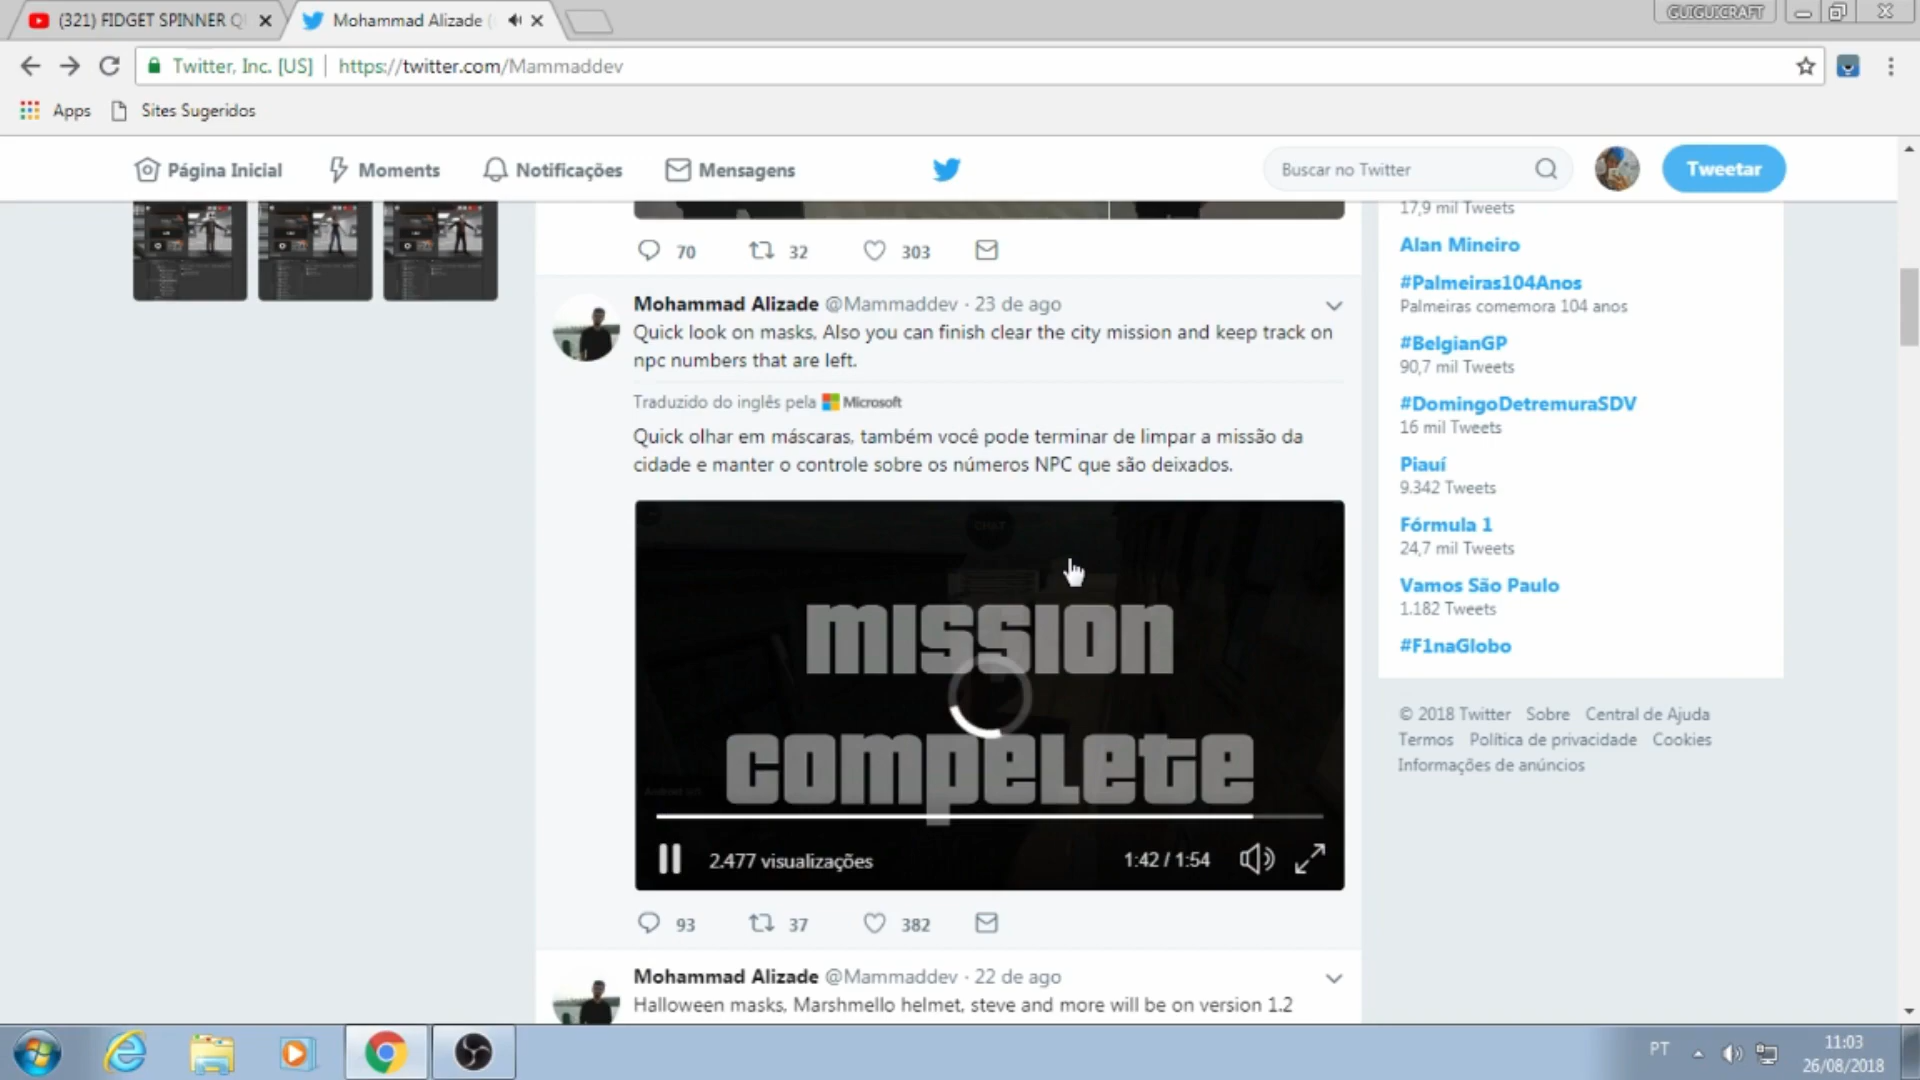 (321) FIDGET SPINNER Q
Mohammad Alizade (
GUIGUICRAFT
Twitter, Inc. [US]
https://twitter.com/Mammaddev
Apps
Sites Sugeridos
Página Inicial
Moments
Notificações
Mensagens
Buscar no Twitter
Tweetar
70
32
303
Mohammad Alizade @Mammaddev · 23 de ago
Quick look on masks, Also you can finish clear the city mission and keep track on
npc numbers that are left.
Traduzido do inglês pela Microsoft
Quick olhar em máscaras, também você pode terminar de limpar a missão da
cidade e manter o controle sobre os números NPC que são deixados.
CHAT
mission
compelete
2.477 visualizações
1:42 / 1:54
93
37
382
Mohammad Alizade @Mammaddev · 22 de ago
Halloween masks, Marshmello helmet, steve and more will be on version 1.2
17,9 mil Tweets
Alan Mineiro
#Palmeiras104Anos
Palmeiras comemora 104 anos
#BelgianGP
90,7 mil Tweets
#DomingoDetremuraSDV
16 mil Tweets
Piauí
9.342 Tweets
Fórmula 1
24,7 mil Tweets
Vamos São Paulo
1.182 Tweets
#F1naGlobo
© 2018 Twitter Sobre Central de Ajuda
Termos Política de privacidade Cookies
Informações de anúncios
PT
11:03
26/08/2018